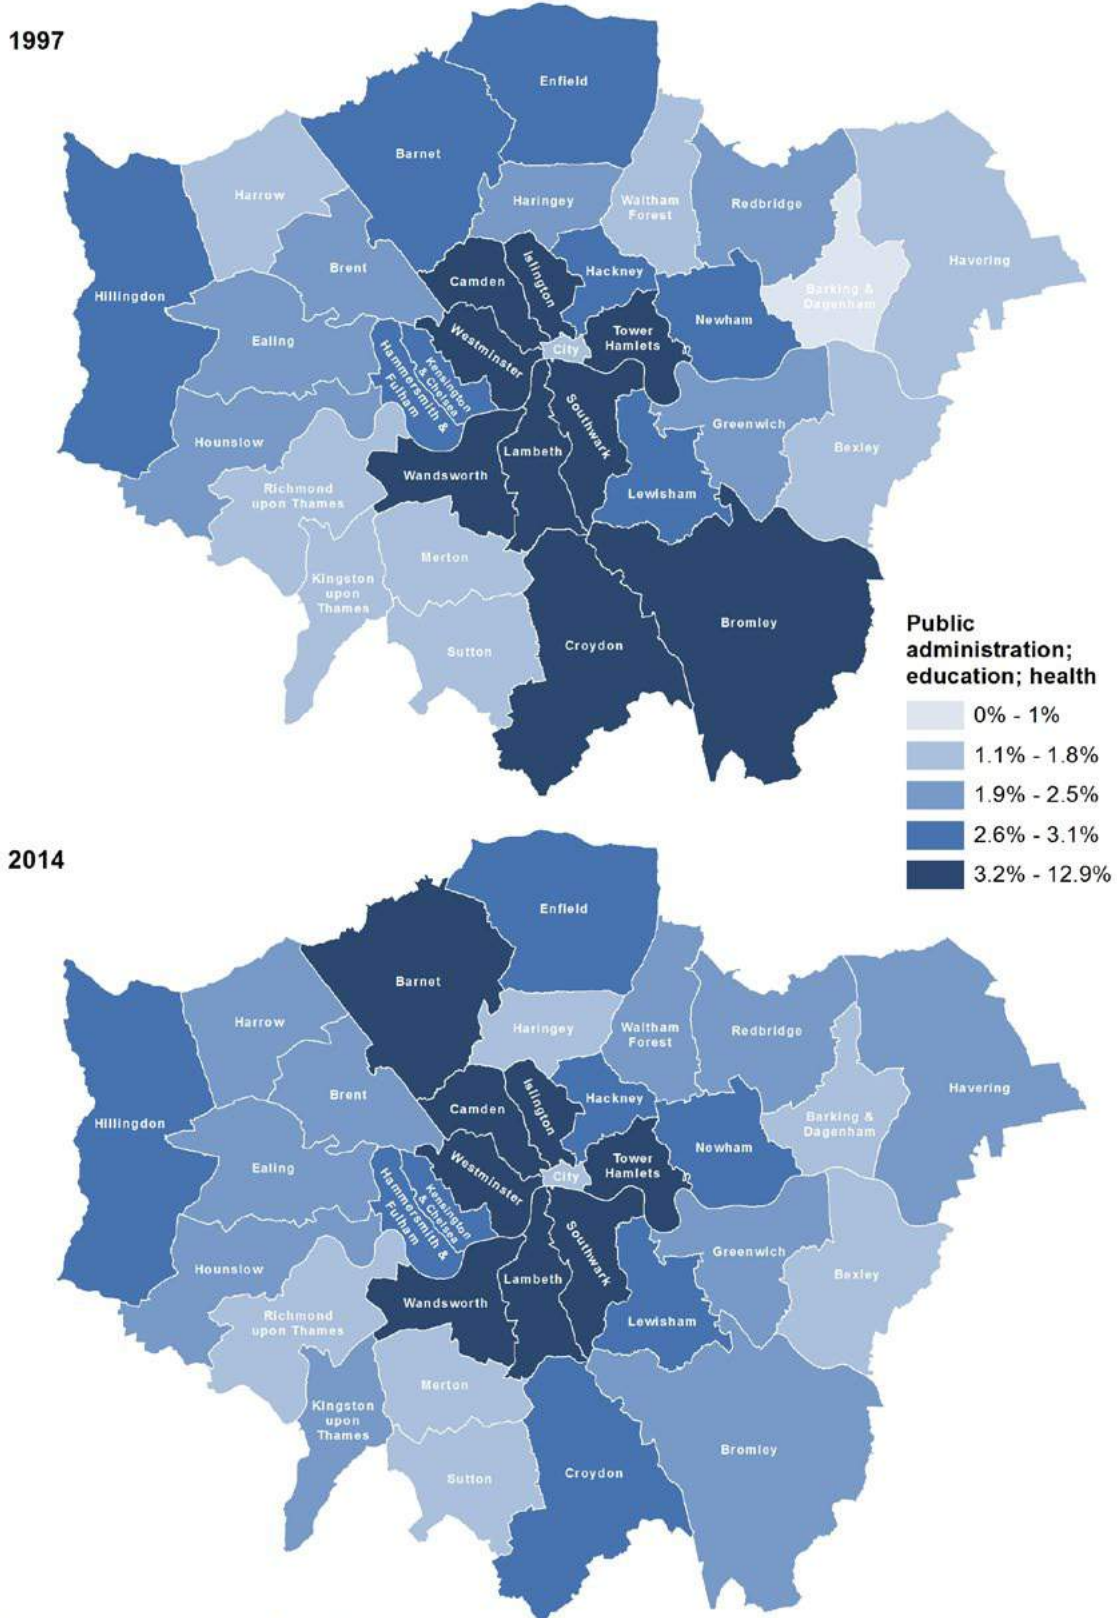 1997
Enfield
Barnet
Harrow
Haringey
Waltham
Forest
Redbridge
Havering
Brent
Hillingdon
Camden
Islington
Hackney
Barking &
Dagenham
Newham
Ealing
Westminster
City
Tower
Hamlets
Kensington
& Chelsea
Hammersmith &
Fulham
Hounslow
Southwark
Greenwich
Bexley
Wandsworth
Lambeth
Richmond
upon Thames
Lewisham
Merton
Kingston
upon
Thames
Sutton
Croydon
Bromley
Public
administration;
education; health
0% - 1%
1.1% - 1.8%
1.9% - 2.5%
2.6% - 3.1%
3.2% - 12.9%
2014
Enfield
Barnet
Harrow
Haringey
Waltham
Forest
Redbridge
Havering
Brent
Hillingdon
Camden
Islington
Hackney
Barking &
Dagenham
Newham
Ealing
Westminster
City
Tower
Hamlets
Kensington
& Chelsea
Hammersmith &
Fulham
Hounslow
Southwark
Greenwich
Bexley
Wandsworth
Lambeth
Richmond
upon Thames
Lewisham
Merton
Kingston
upon
Thames
Sutton
Croydon
Bromley